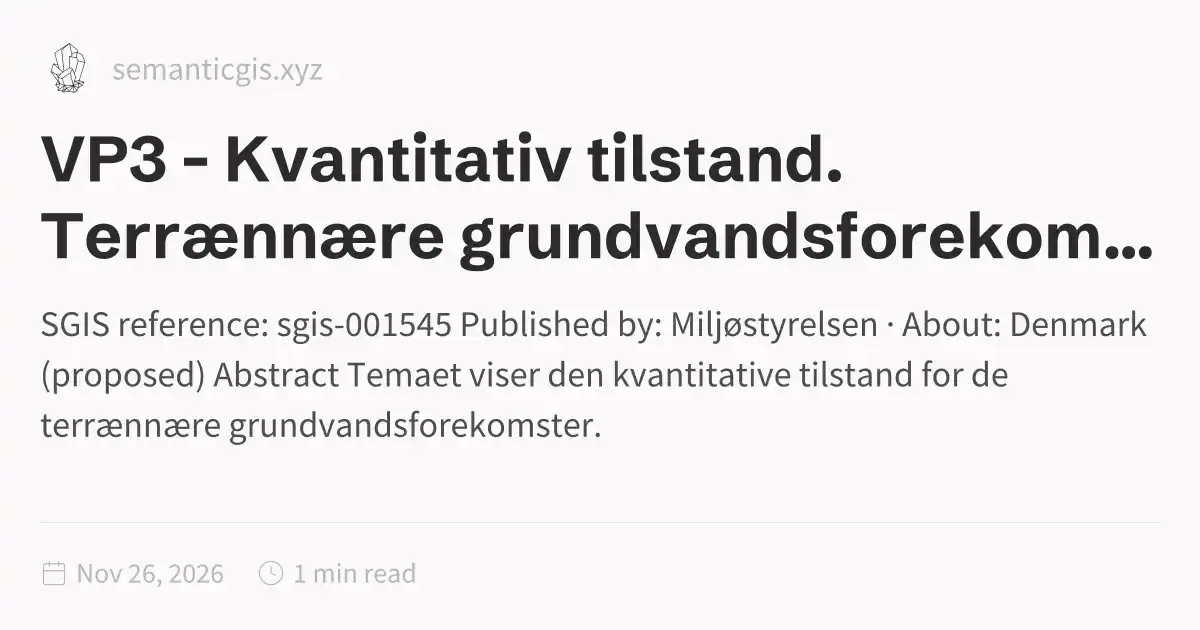 semanticgis.xyz
VP3 - Kvantitativ tilstand.
Terrænnære grundvandsforekom...
SGIS reference: sgis-001545 Published by: Miljøstyrelsen · About: Denmark
(proposed) Abstract Temaet viser den kvantitative tilstand for de
terrænnære grundvandsforekomster.
Nov 26, 2026 1 min read